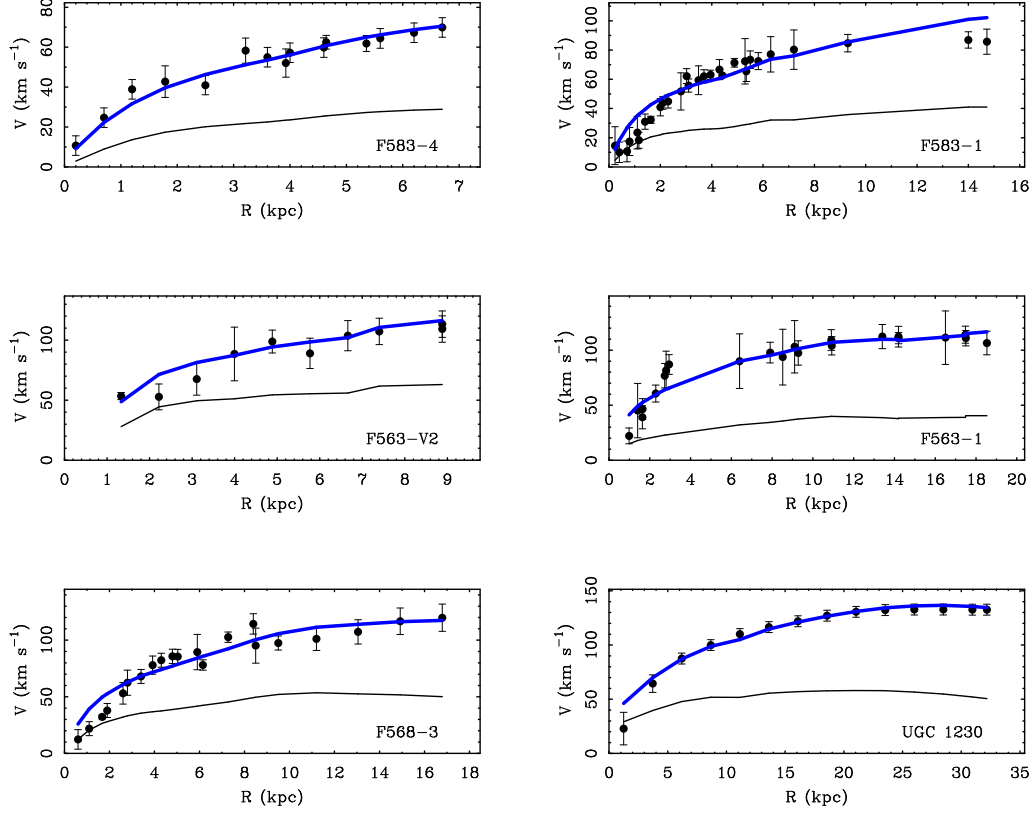 80
60
40
20
0
V (km s⁻¹)
F583−4
0 1 2 3 4 5 6 7
R (kpc)
100
80
60
40
20
0
V (km s⁻¹)
F583−1
0 2 4 6 8 10 12 14 16
R (kpc)
100
50
0
V (km s⁻¹)
F563−V2
0 1 2 3 4 5 6 7 8 9
R (kpc)
100
50
0
V (km s⁻¹)
F563−1
0 2 4 6 8 10 12 14 16 18 20
R (kpc)
100
50
0
V (km s⁻¹)
F568−3
0 2 4 6 8 10 12 14 16 18
R (kpc)
150
100
50
0
V (km s⁻¹)
UGC 1230
0 5 10 15 20 25 30 35
R (kpc)